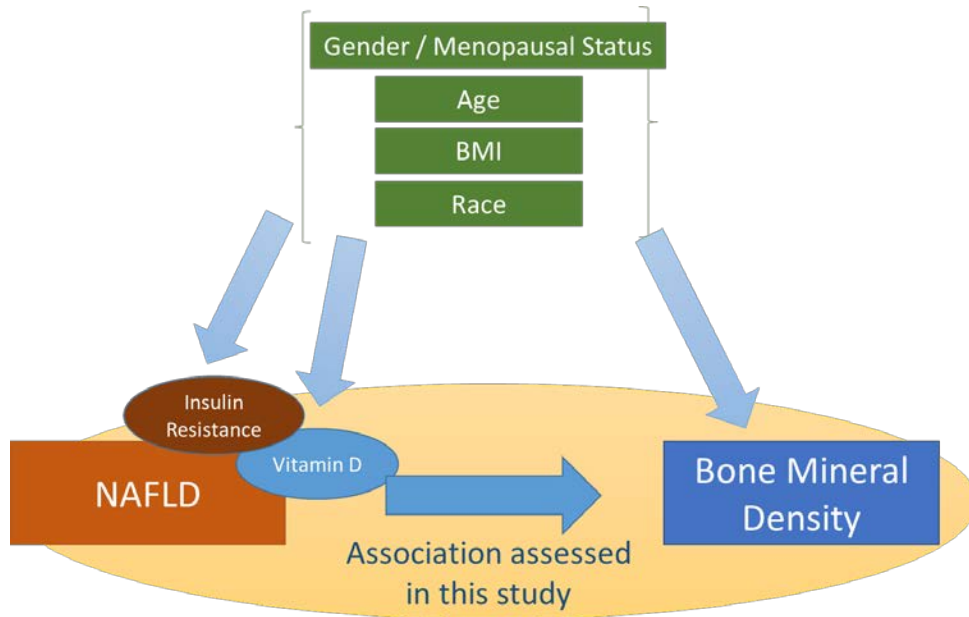 Gender / Menopausal Status
Age
BMI
Race
Insulin
Resistance
Vitamin D
NAFLD
Bone Mineral
Density
Association assessed
in this study